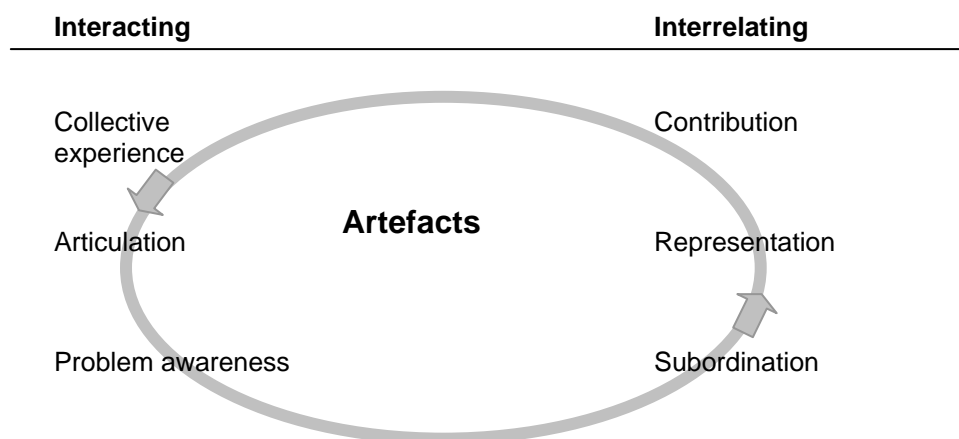 Interacting Interrelating
Collective
experience
Contribution
Artefacts
Articulation
Representation
Problem awareness
Subordination